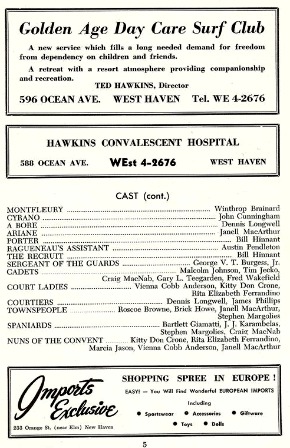 Golden Age Day Care Surf Club
A new service which fills a long needed demand for freedom
from dependency on children and friends.
A retreat with a resort atmosphere providing companionship
and recreation.
TED HAWKINS, Director
596 OCEAN AVE. WEST HAVEN Tel. WE 4-2676
HAWKINS CONVALESCENT HOSPITAL
588 OCEAN AVE. WEst 4-2676 WEST HAVEN
CAST (cont.)
MONTFLEURY Winthrop Brainard
CYRANO John Cunningham
A BORE Dennis Longwell
ARIANE Janell MacArthur
PORTER Bill Hinnant
RAGUENEAU'S ASSISTANT Austin Pendleton
THE RECRUIT Bill Hinnant
SERGEANT OF THE GUARDS George V. T. Burgess, Jr.
CADETS Malcolm Johnson, Tim Jecko,
Craig MacNab, Gary L. Teegarden, Fred Wakefield
COURT LADIES Vienna Cobb Anderson, Kitty Don Crone,
Rita Elizabeth Ferrandino
COURTIERS Dennis Longwell, James Phillips
TOWNSPEOPLE Roscoe Browne, Brick Howe, Janell MacArthur,
Stephen Margolies
SPANIARDS Bartlett Giamatti, J. J. Karambelas,
Stephen Margolies, Craig MacNab
NUNS OF THE CONVENT Kitty Don Crone, Rita Elizabeth Ferrandino,
Marcia Jason, Vienna Cobb Anderson, Janell MacArthur
Imports
Exclusive
233 Orange St. (near Elm) New Haven
SHOPPING SPREE IN EUROPE !
EASY! — You Will Find Wonderful EUROPEAN IMPORTS
Including
• Sportswear • Accessories • Giftware
• Toys • Dolls
5